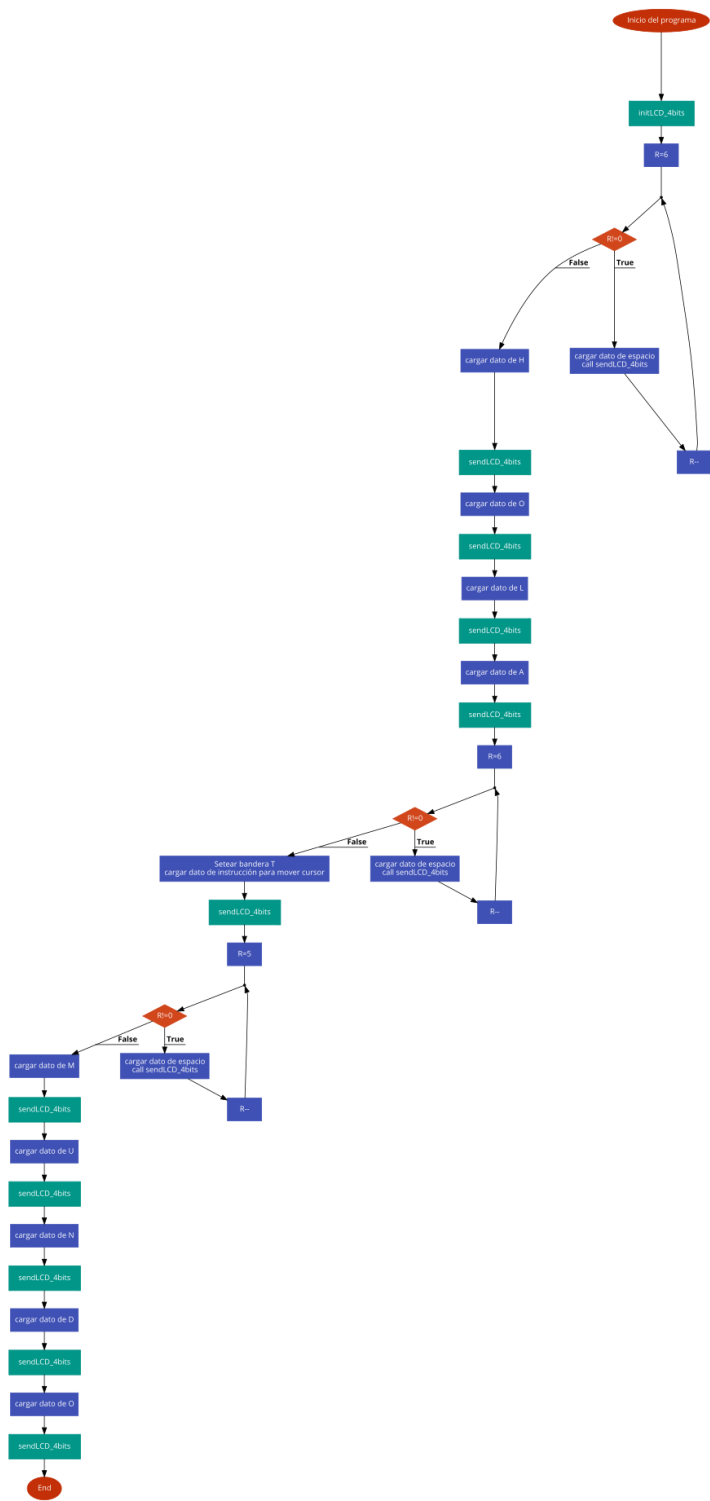 Inicio del programa
initLCD_4bits
R=6
R!=0
False
True
cargar dato de H
cargar dato de espacio
call sendLCD_4bits
R--
sendLCD_4bits
cargar dato de O
sendLCD_4bits
cargar dato de L
sendLCD_4bits
cargar dato de A
sendLCD_4bits
R=6
R!=0
False
True
Setear bandera T
cargar dato de instrucción para mover cursor
cargar dato de espacio
call sendLCD_4bits
sendLCD_4bits
R--
R=5
R!=0
False
True
cargar dato de M
cargar dato de espacio
call sendLCD_4bits
sendLCD_4bits
R--
cargar dato de U
sendLCD_4bits
cargar dato de N
sendLCD_4bits
cargar dato de D
sendLCD_4bits
cargar dato de O
sendLCD_4bits
End